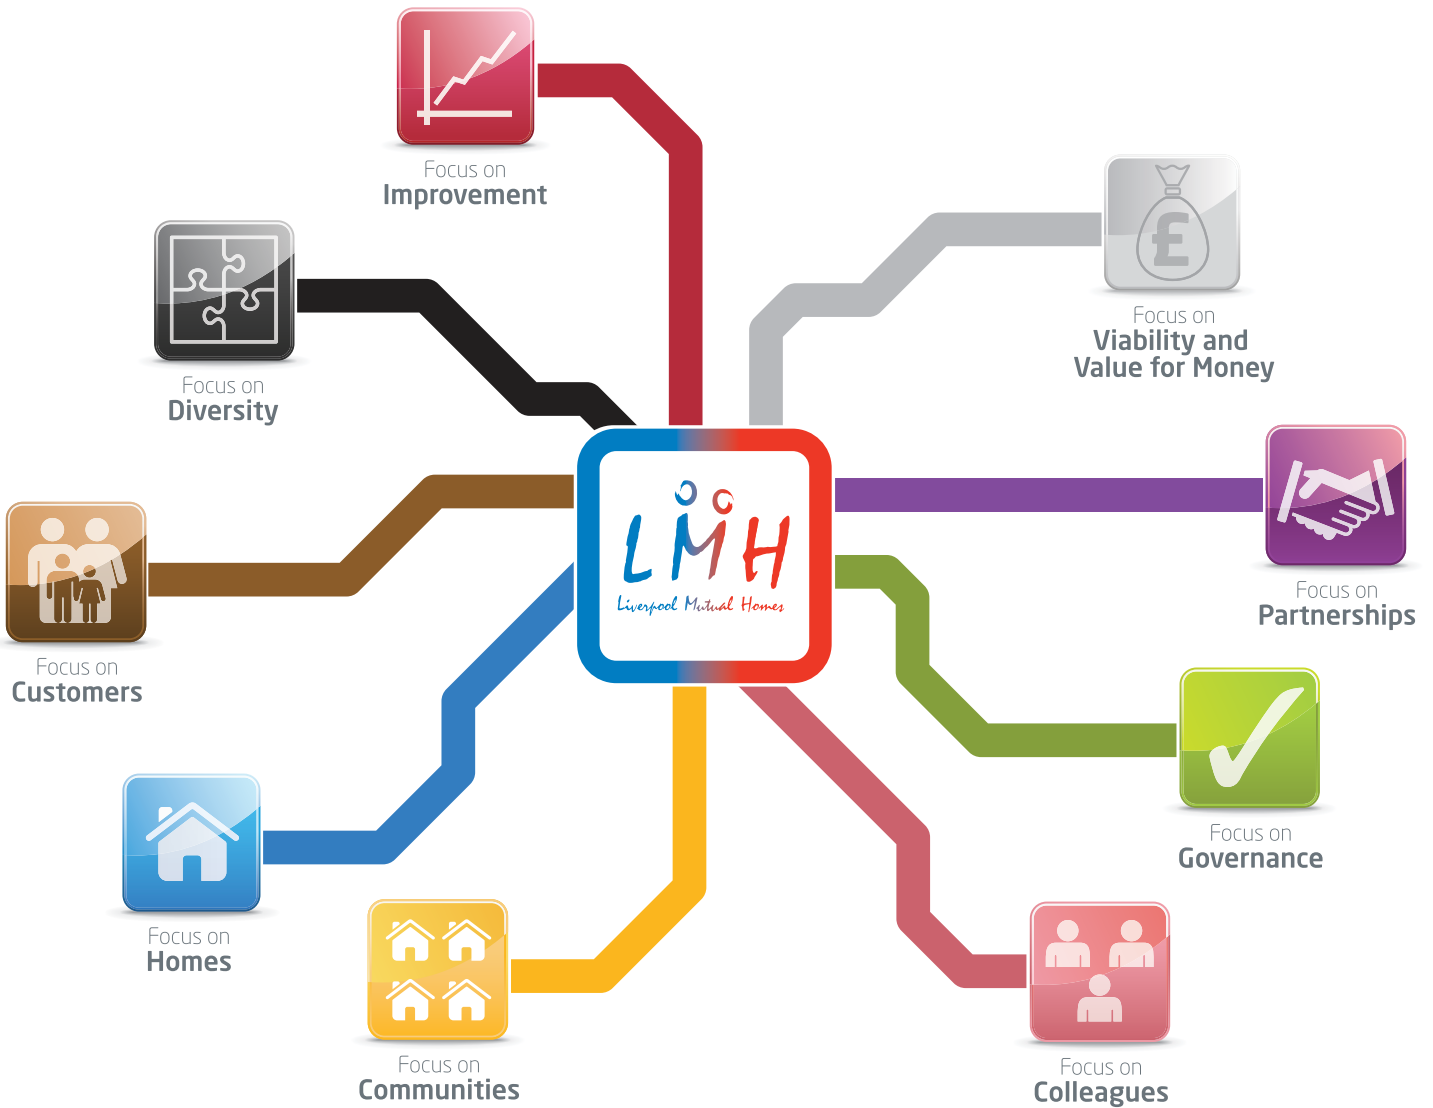 Focus on
Improvement
Focus on
Viability and
Value for Money
£
Focus on
Diversity
LMH
Liverpool Mutual Homes
Focus on
Partnerships
Focus on
Customers
Focus on
Governance
Focus on
Homes
Focus on
Communities
Focus on
Colleagues